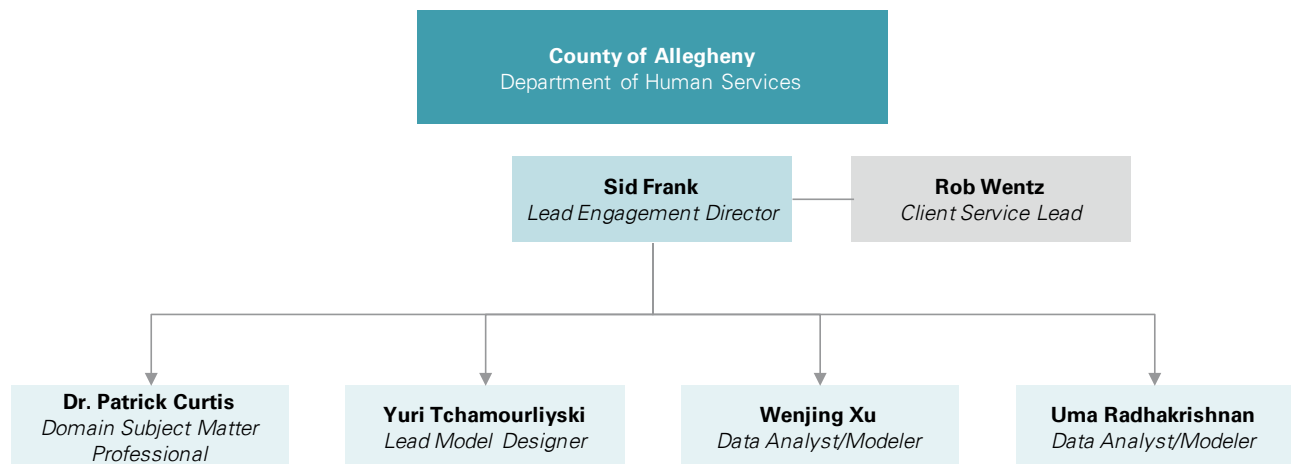 County of Allegheny
Department of Human Services
Sid Frank
Lead Engagement Director
Rob Wentz
Client Service Lead
Dr. Patrick Curtis
Domain Subject Matter
Professional
Yuri Tchamourliyski
Lead Model Designer
Wenjing Xu
Data Analyst/Modeler
Uma Radhakrishnan
Data Analyst/Modeler